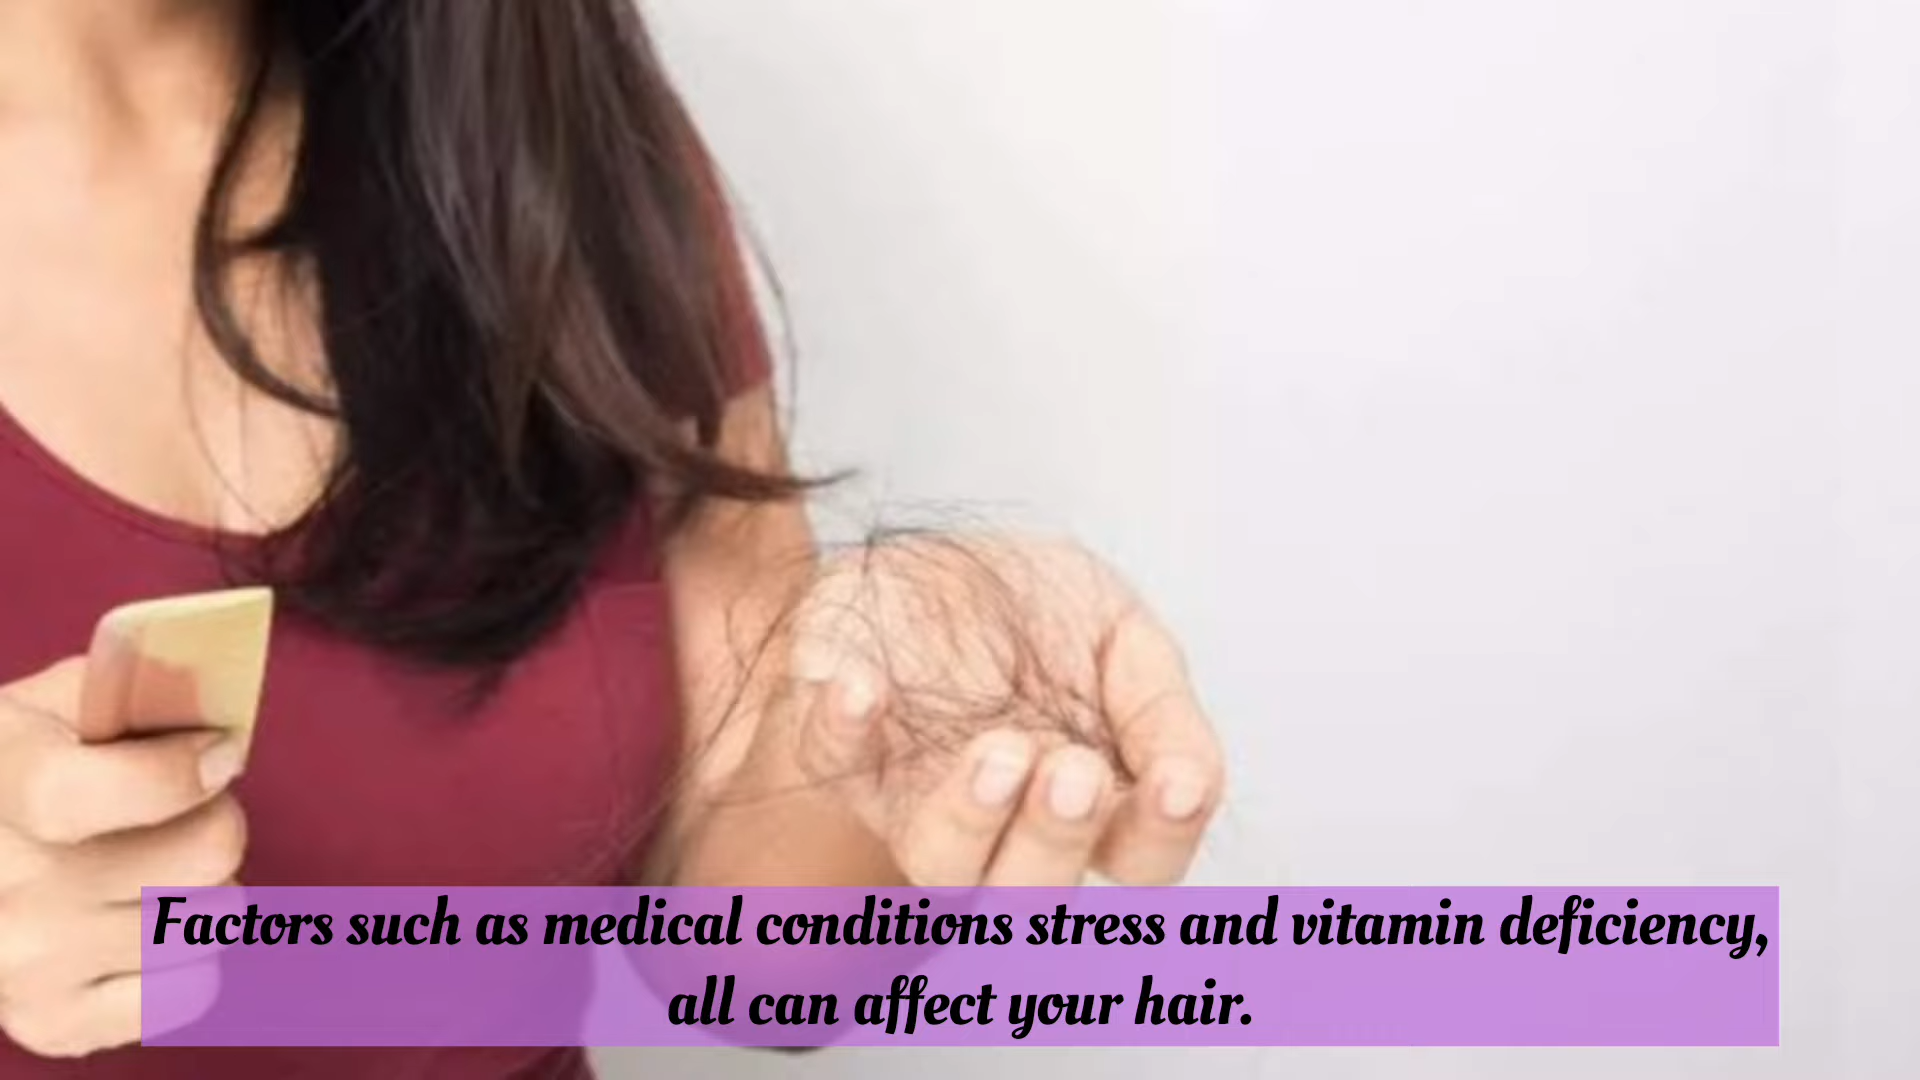 Factors such as medical conditions stress and vitamin deficiency,
all can affect your hair.